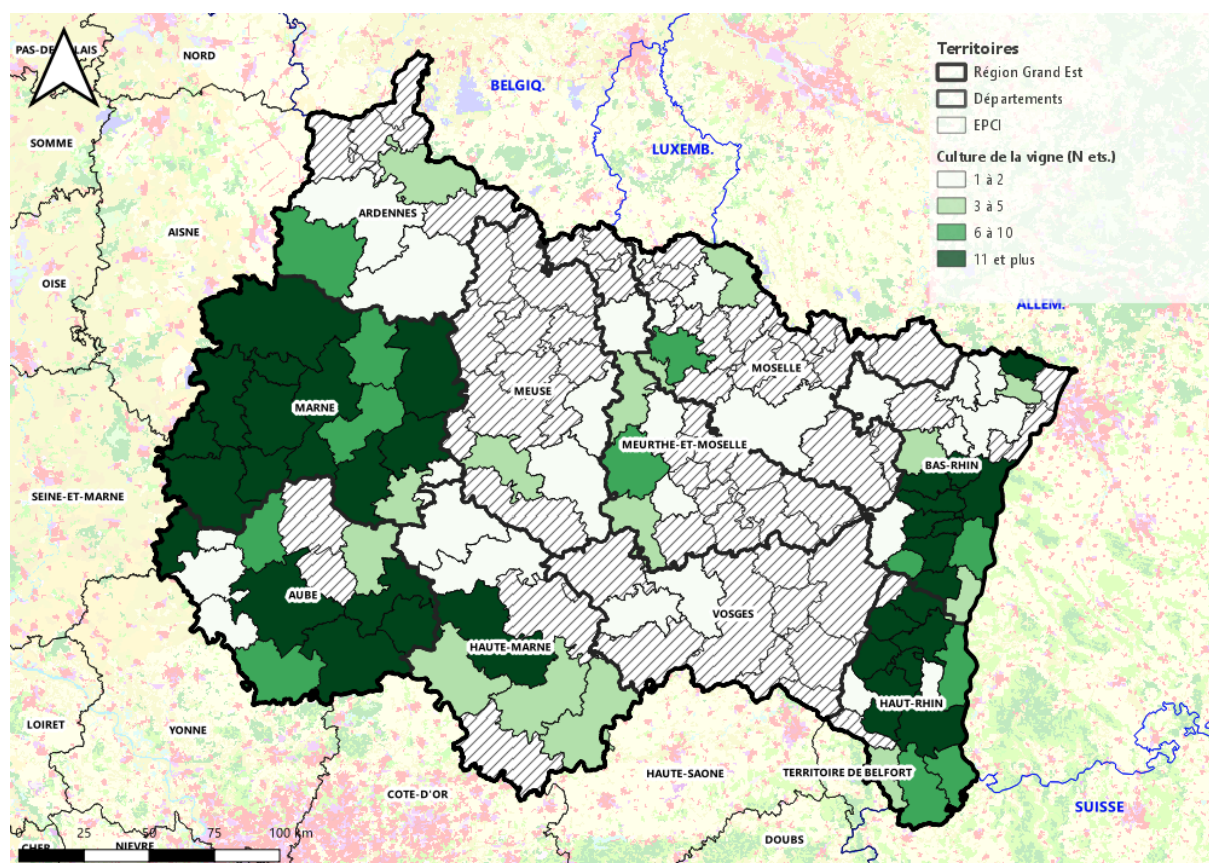 PAS-DE-CALAIS
NORD
BELGIQ.
SOMME
LUXEMB.
AISNE
ARDENNES
OISE
ALLEM.
Territoires
Région Grand Est
Départements
EPCI
Culture de la vigne (N ets.)
1 à 2
3 à 5
6 à 10
11 et plus
MOSELLE
MEUSE
MARNE
MEURTHE-ET-MOSELLE
BAS-RHIN
SEINE-ET-MARNE
AUBE
VOSGES
HAUTE-MARNE
HAUT-RHIN
LOIRET
YONNE
HAUTE-SAONE
TERRITOIRE DE BELFORT
COTE-D'OR
SUISSE
DOUBS
CHER
NIEVRE
0 25 50 75 100 km